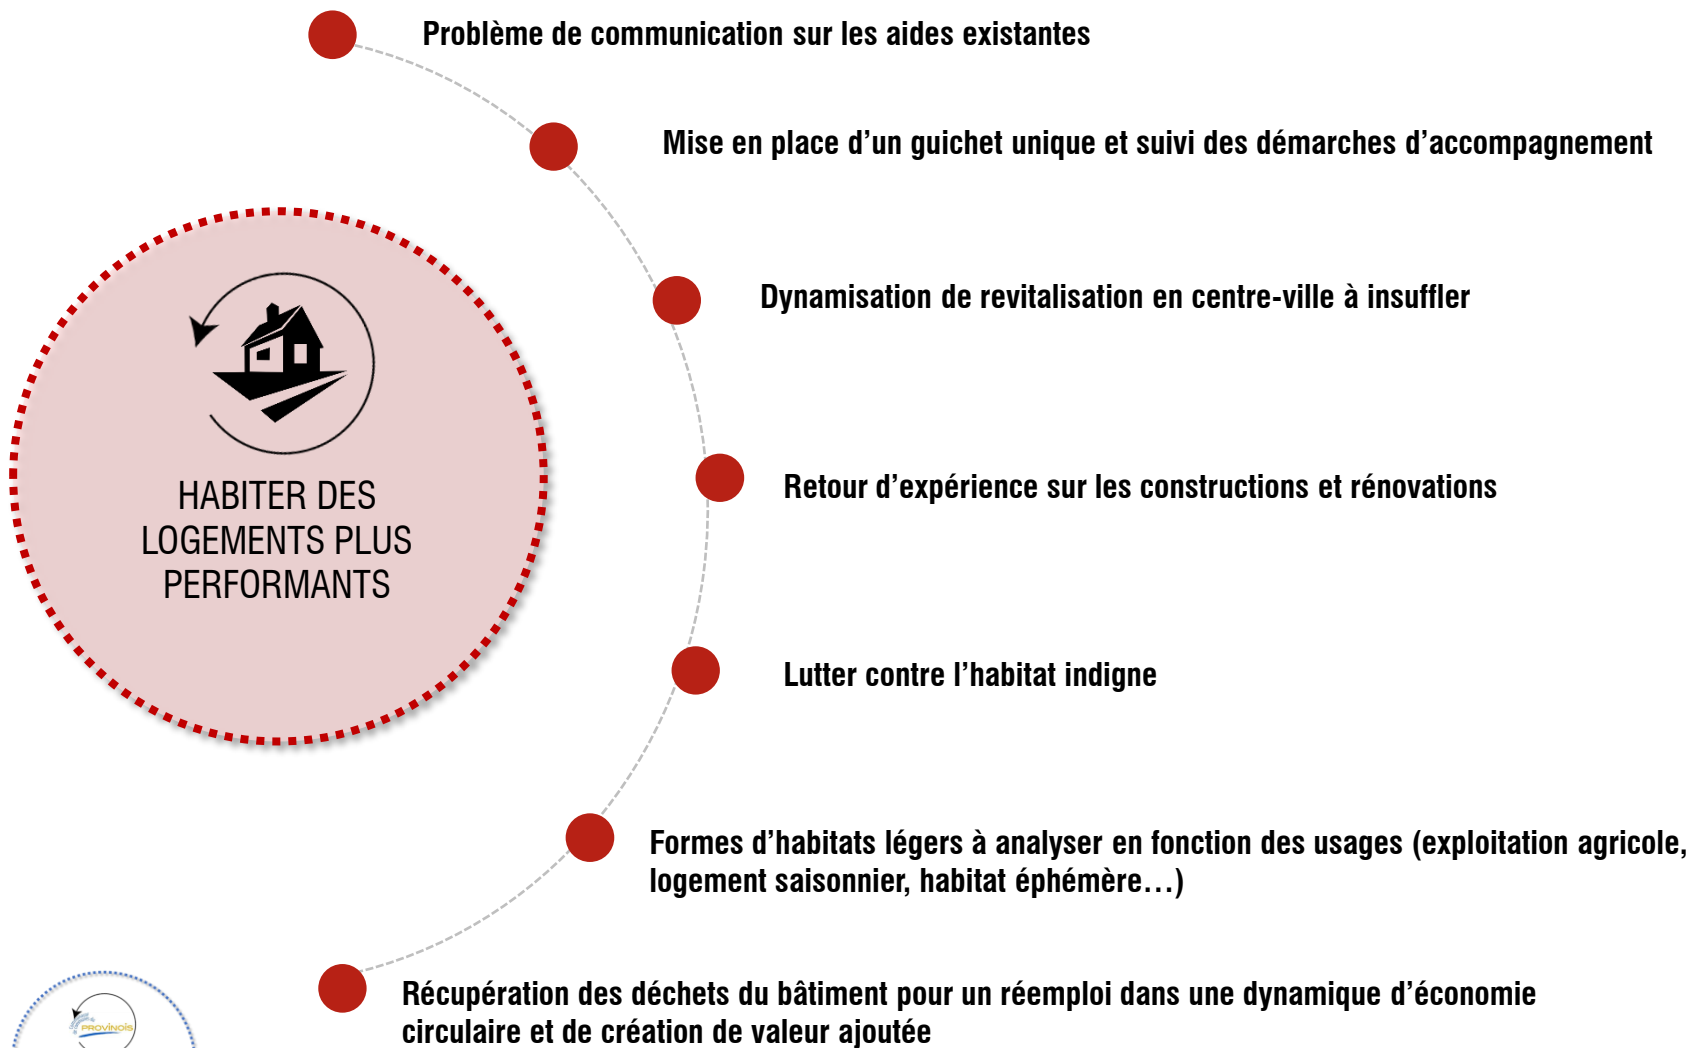 Problème de communication sur les aides existantes
Mise en place d’un guichet unique et suivi des démarches d’accompagnement
Dynamisation de revitalisation en centre-ville à insuffler
HABITER DES
LOGEMENTS PLUS
PERFORMANTS
Retour d’expérience sur les constructions et rénovations
Lutter contre l’habitat indigne
Formes d’habitats légers à analyser en fonction des usages (exploitation agricole,
logement saisonnier, habitat éphémère…)
Récupération des déchets du bâtiment pour un réemploi dans une dynamique d’économie
circulaire et de création de valeur ajoutée
PROVINOIS